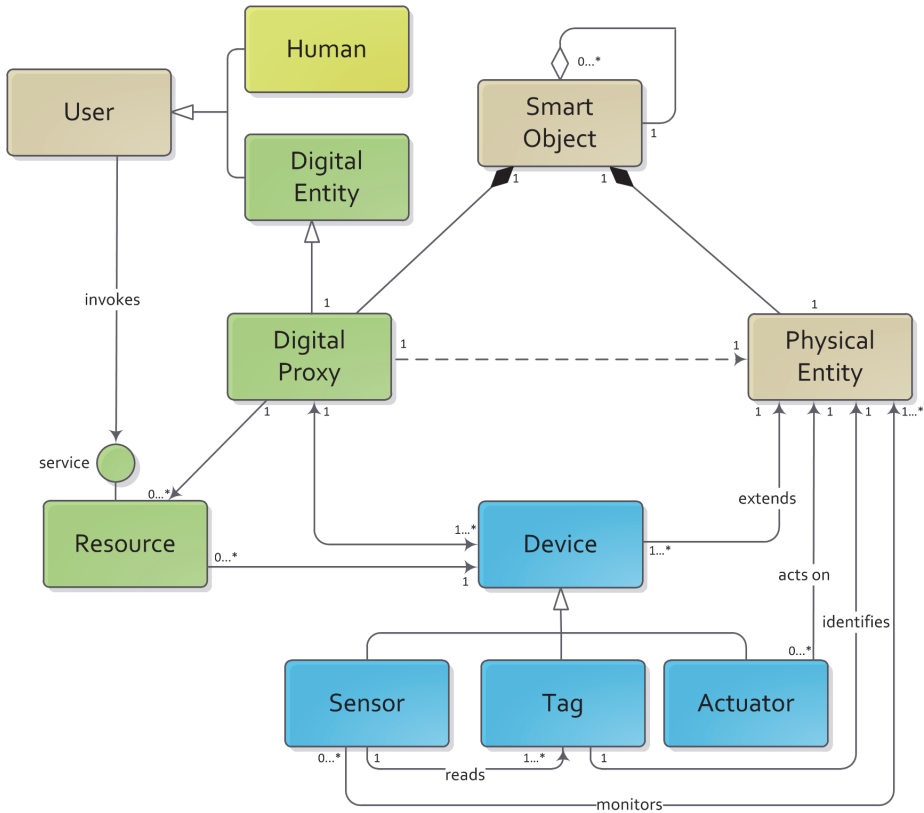 Human
User
0...*
Smart
Object
1
Digital
Entity
1
1
invokes
1
1
Digital
Proxy
1
1
Physical
Entity
1
1
1
1
1
1...*
service
0...*
extends
Resource
0...*
1...*
1
Device
1...*
acts on
identifies
0...*
Sensor
Tag
Actuator
0...*
1
reads
1...*
1
monitors